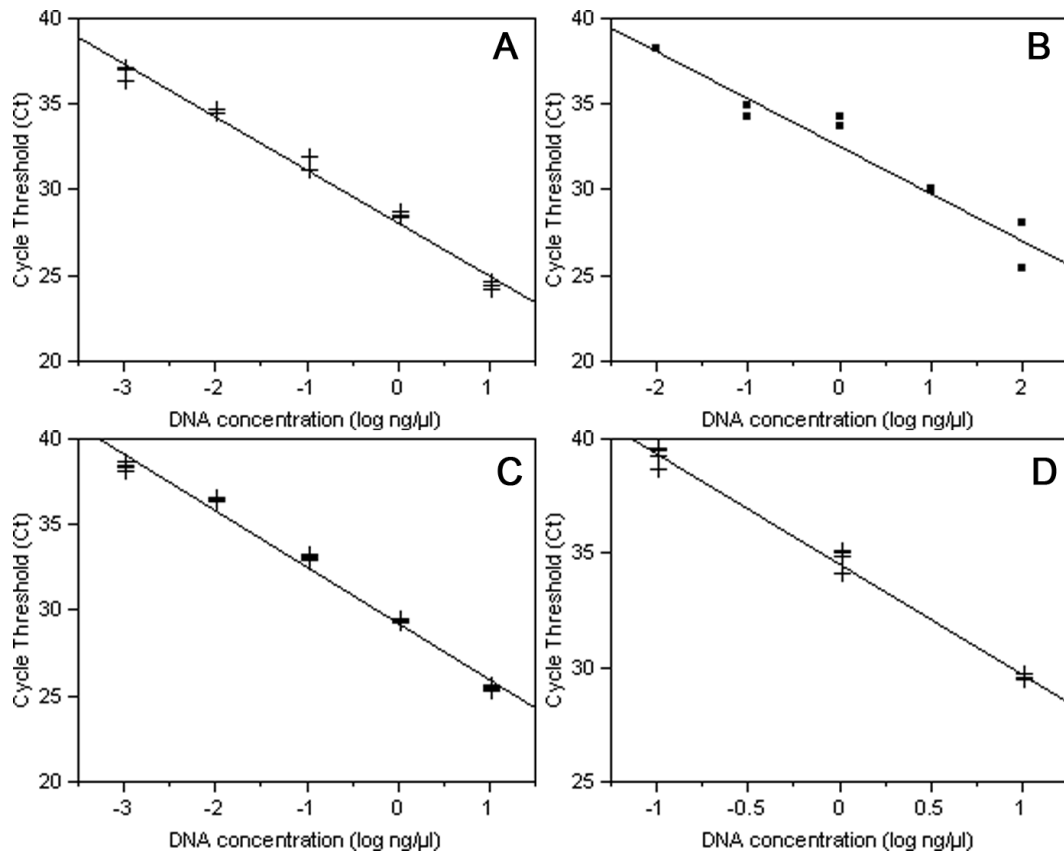 A
Cycle Threshold (Ct)
40
35
30
25
20
-3 -2 -1 0 1
DNA concentration (log ng/µl)
B
Cycle Threshold (Ct)
40
35
30
25
20
-2 -1 0 1 2
DNA concentration (log ng/µl)
C
Cycle Threshold (Ct)
40
35
30
25
20
-3 -2 -1 0 1
DNA concentration (log ng/µl)
D
Cycle Threshold (Ct)
40
35
30
25
-1 -0.5 0 0.5 1
DNA concentration (log ng/µl)